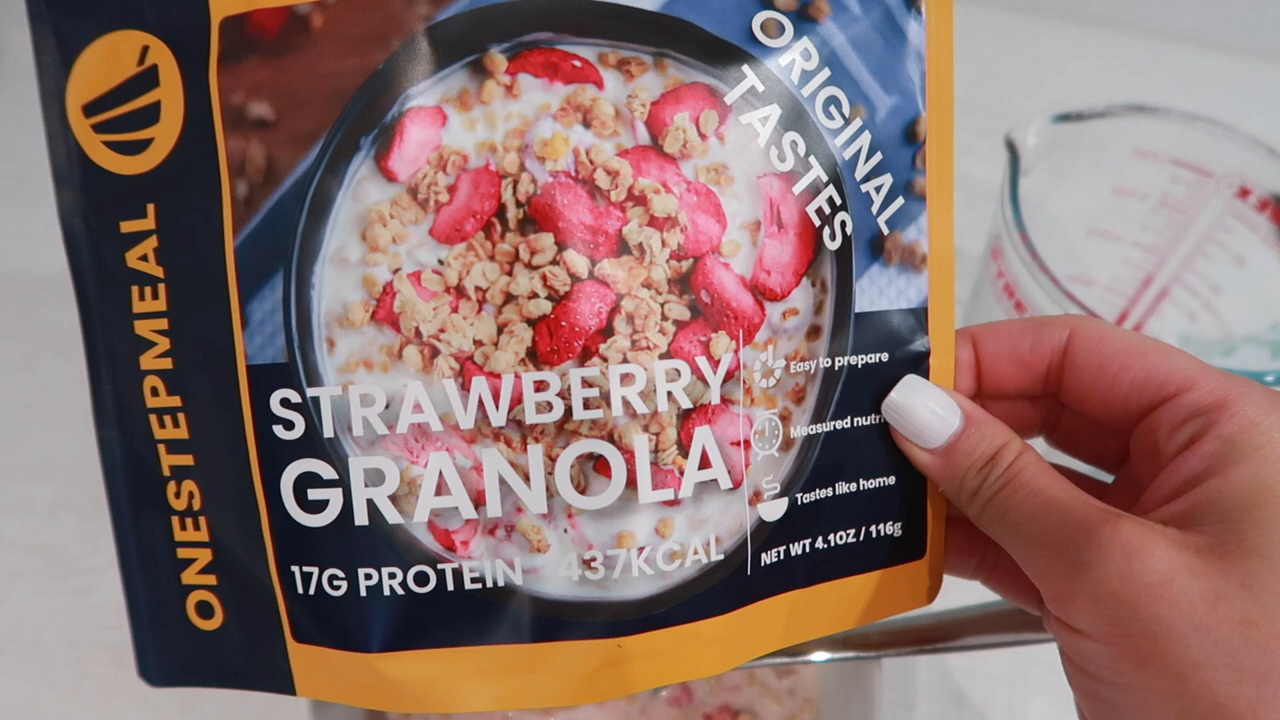 ONESTEPMEAL
ORIGINAL
TASTES
STRAWBERRY
GRANOLA
17G PROTEIN 437KCAL
Easy to prepare
Measured
Tastes like home
NET WT 4.1OZ / 116g